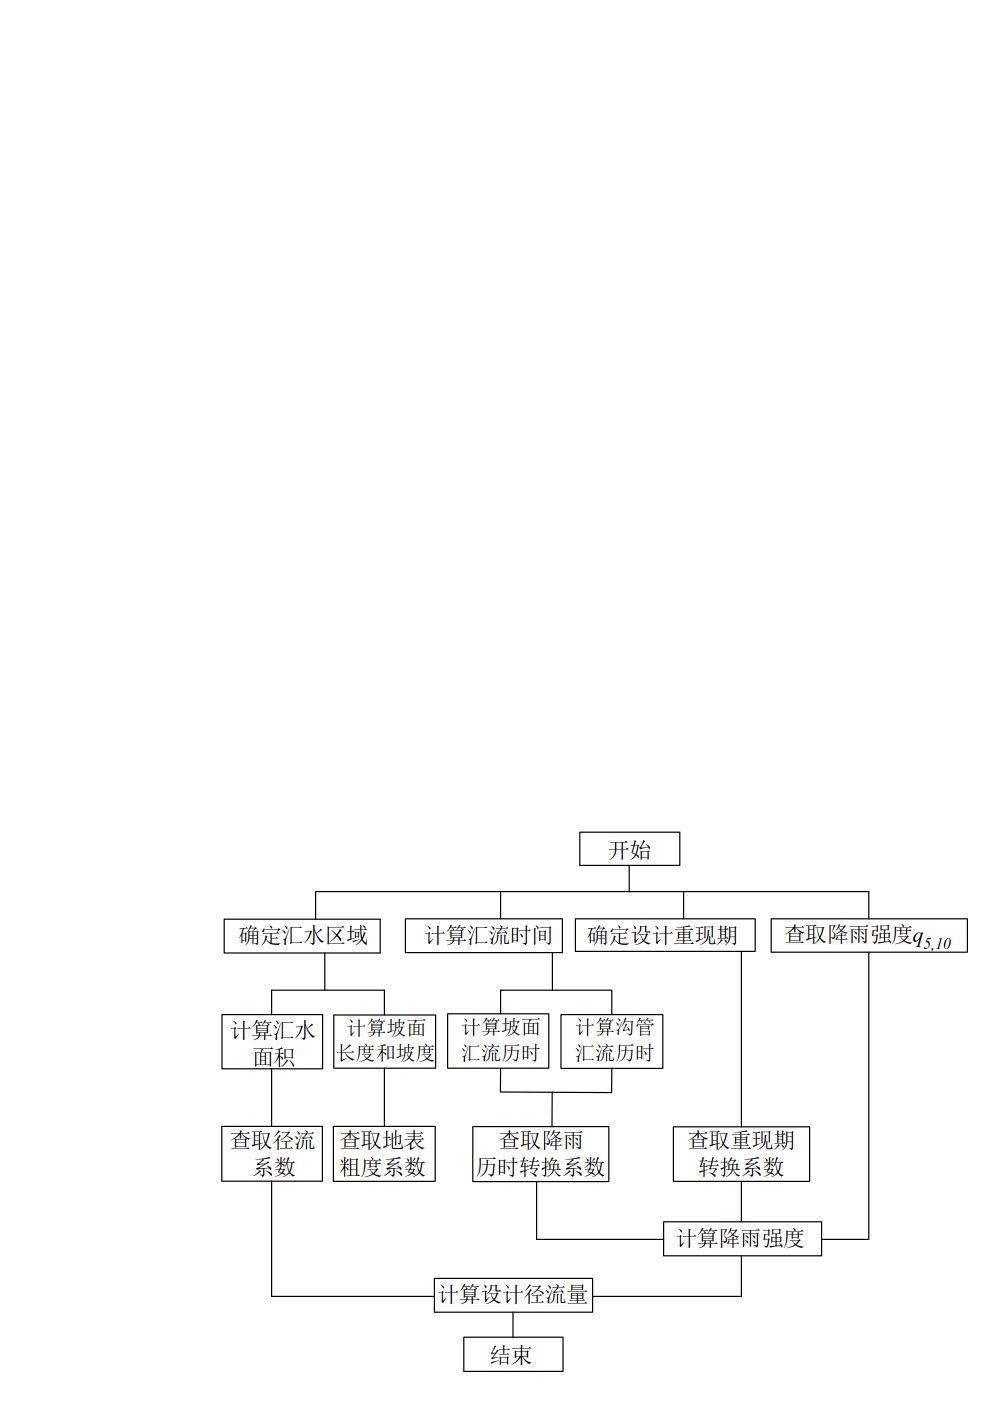 开始
确定汇水区域
计算汇流时间
确定设计重现期
查取降雨强度q5,10
计算汇水
面积
计算坡面
长度和坡度
计算坡面
汇流历时
计算沟管
汇流历时
查取径流
系数
查取地表
粗度系数
查取降雨
历时转换系数
查取重现期
转换系数
计算降雨强度
计算设计径流量
结束